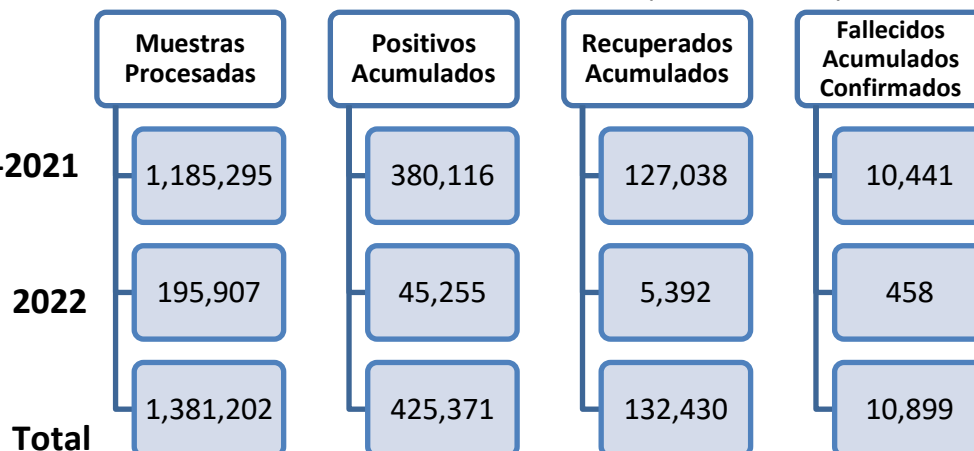 Muestras
Procesadas
Positivos
Acumulados
Recuperados
Acumulados
Fallecidos
Acumulados
Confirmados
-2021
1,185,295
380,116
127,038
10,441
2022
195,907
45,255
5,392
458
Total
1,381,202
425,371
132,430
10,899